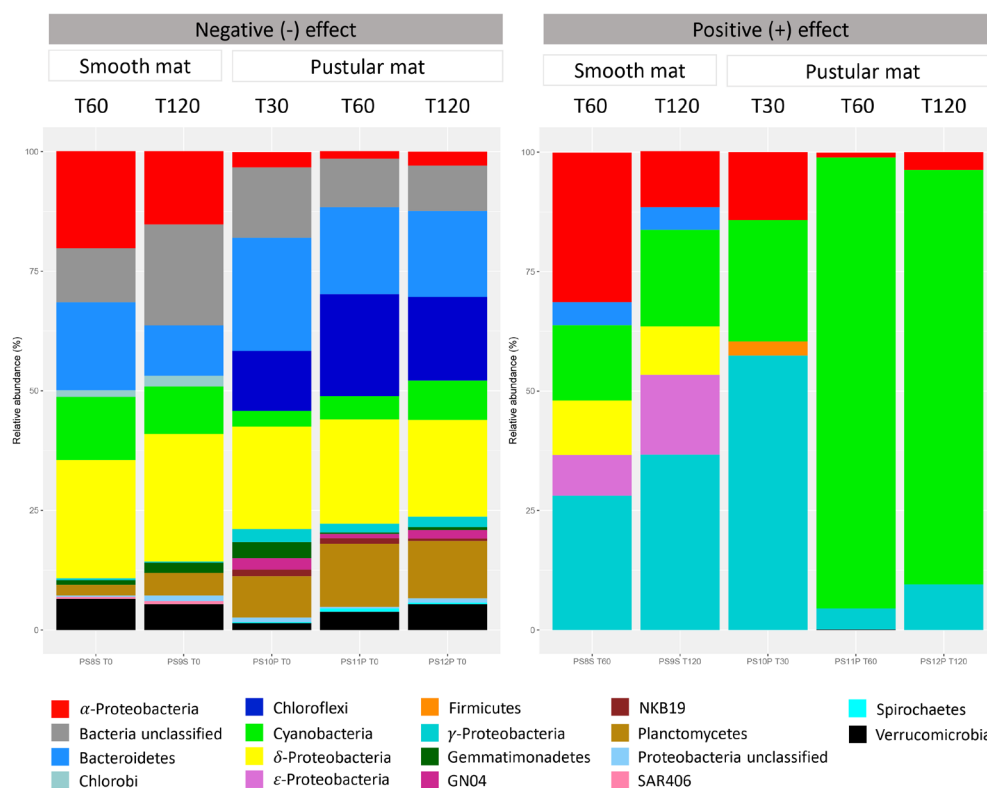 Negative (-) effect
Positive (+) effect
Smooth mat
Pustular mat
Smooth mat
Pustular mat
T60 T120 T30 T60 T120
T60 T120 T30 T60 T120
Relative abundance (%)
100
75
50
25
0
PS8S T0 PS9S T0 PS10P T0 PS11P T0 PS12P T0
Relative abundance (%)
100
75
50
25
0
PS8S T60 PS9S T120 PS10P T30 PS11P T60 PS12P T120
α-Proteobacteria
Bacteria unclassified
Bacteroidetes
Chlorobi
Chloroflexi
Cyanobacteria
δ-Proteobacteria
ε-Proteobacteria
Firmicutes
γ-Proteobacteria
Gemmatimonadetes
GN04
NKB19
Planctomycetes
Proteobacteria unclassified
SAR406
Spirochaetes
Verrucomicrobia